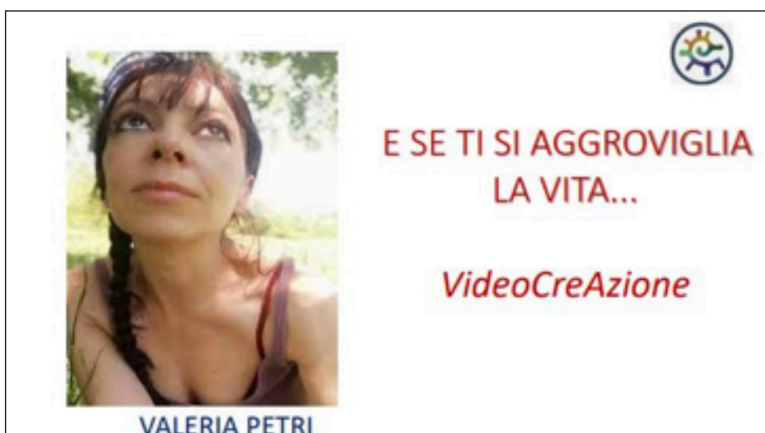 E SE TI SI AGGROVIGLIA
LA VITA...
VideoCreAzione
VALERIA PETRI